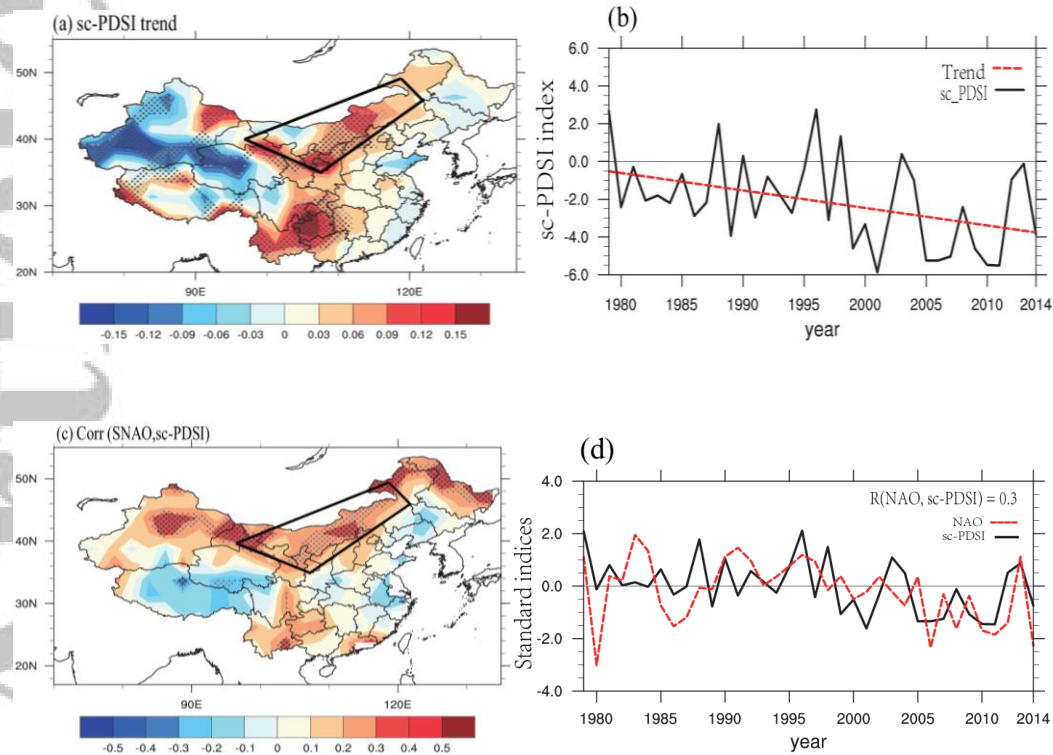 (a) sc-PDSI trend
50N
40N
30N
20N
90E 120E
-0.15 -0.12 -0.09 -0.06 -0.03 0 0.03 0.06 0.09 0.12 0.15
(b)
6.0
4.0
2.0
0.0
-2.0
-4.0
-6.0
sc-PDSI index
Trend
sc_PDSI
1980 1985 1990 1995 2000 2005 2010 2014
year
(c) Corr (SNAO,sc-PDSI)
50N
40N
30N
20N
90E 120E
-0.5 -0.4 -0.3 -0.2 -0.1 0 0.1 0.2 0.3 0.4 0.5
(d)
4.0
2.0
0.0
-2.0
-4.0
Standard indices
R(NAO, sc-PDSI) = 0.3
NAO
sc-PDSI
1980 1985 1990 1995 2000 2005 2010 2014
year